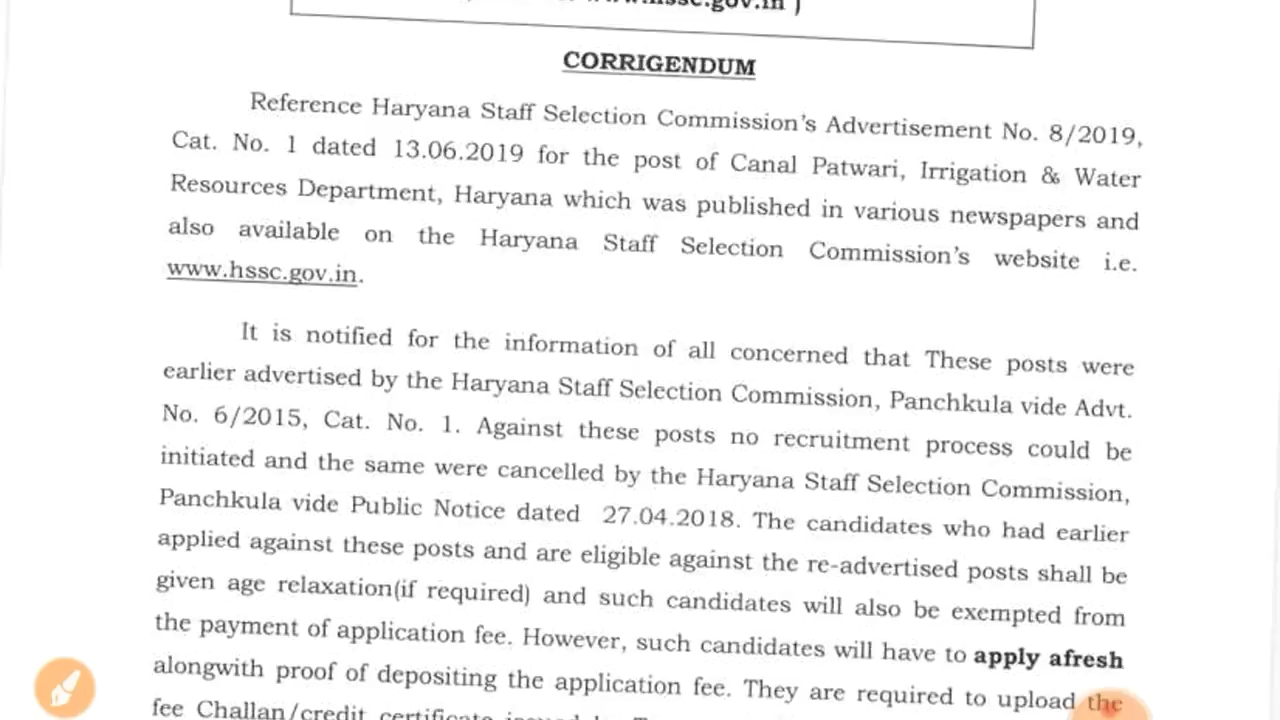 www.hssc.gov.in )
CORRIGENDUM
Reference Haryana Staff Selection Commission's Advertisement No. 8/2019,
Cat. No. 1 dated 13.06.2019 for the post of Canal Patwari, Irrigation & Water
Resources Department, Haryana which was published in various newspapers and
also available on the Haryana Staff Selection Commission's website i.e.
www.hssc.gov.in.
It is notified for the information of all concerned that These posts were
earlier advertised by the Haryana Staff Selection Commission, Panchkula vide Advt.
No. 6/2015, Cat. No. 1. Against these posts no recruitment process could be
initiated and the same were cancelled by the Haryana Staff Selection Commission,
Panchkula vide Public Notice dated 27.04.2018. The candidates who had earlier
applied against these posts and are eligible against the re-advertised posts shall be
given age relaxation(if required) and such candidates will also be exempted from
the payment of application fee. However, such candidates will have to apply afresh
alongwith proof of depositing the application fee. They are required to upload the
fee Challan/credit certificate